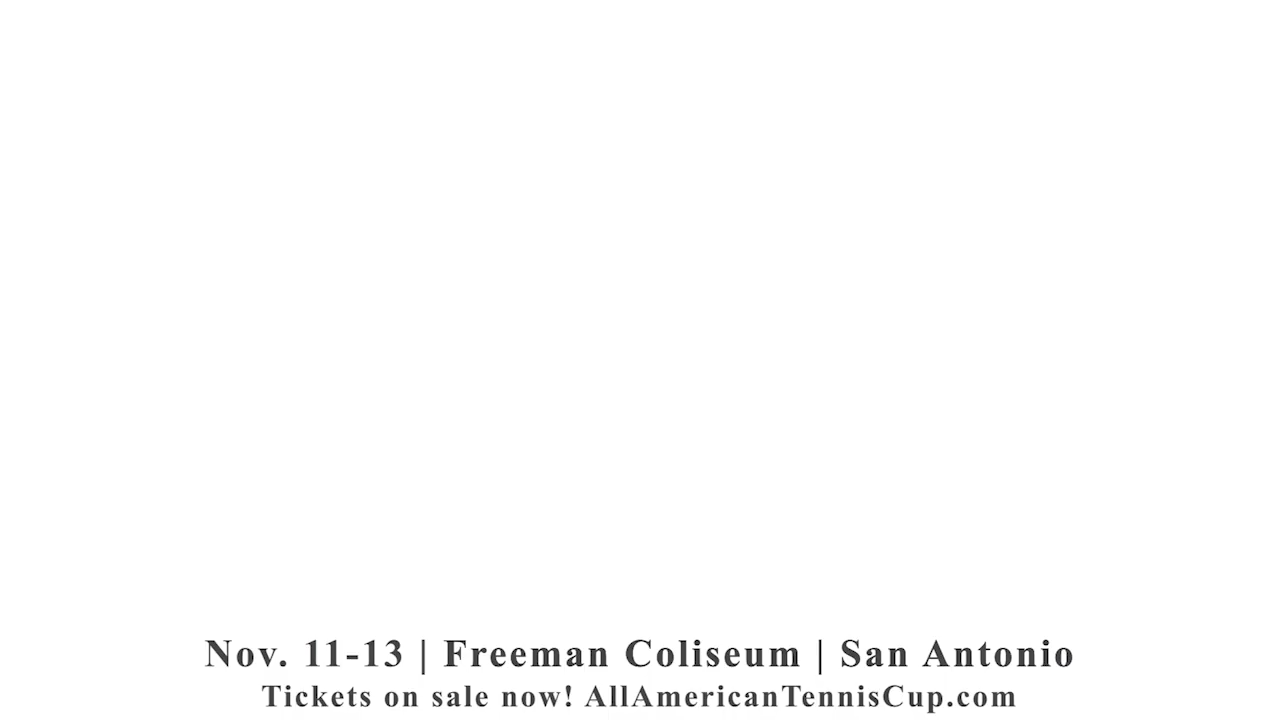 Nov. 11-13 | Freeman Coliseum | San Antonio
Tickets on sale now! AllAmericanTennisCup.com